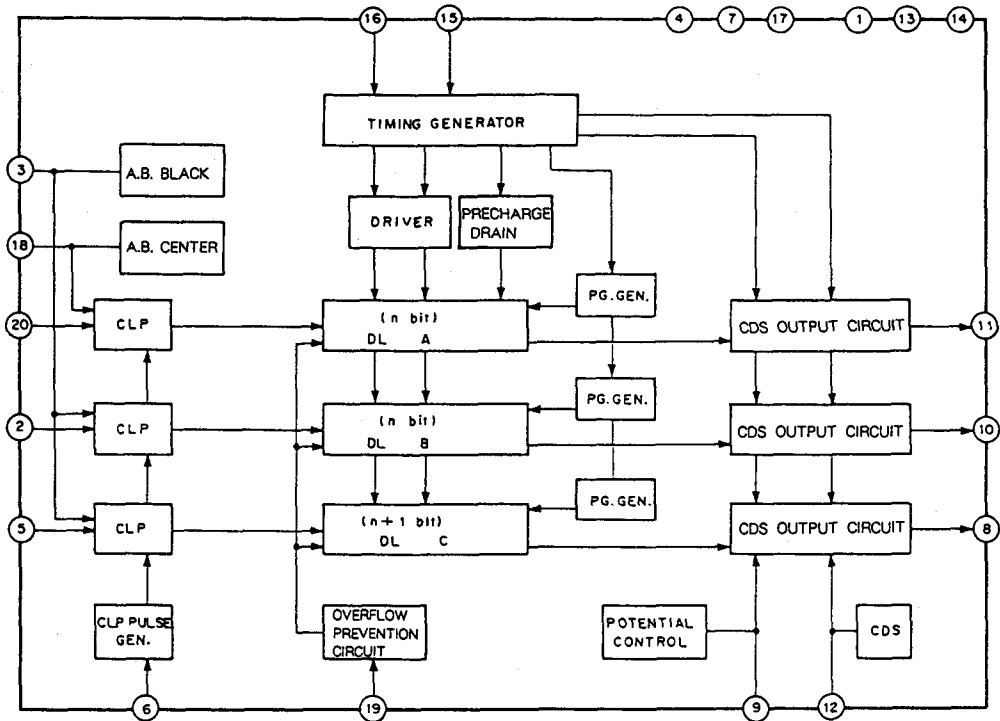 16 15 4 7 17 1 13 14
TIMING GENERATOR
3
A.B. BLACK
DRIVER
PRECHARGE
DRAIN
18
A.B. CENTER
PG.GEN.
20
CLP
(n bit)
DL A
CDS OUTPUT CIRCUIT
11
PG.GEN.
2
CLP
(n bit)
DL B
CDS OUTPUT CIRCUIT
10
PG.GEN.
5
CLP
(n+1 bit)
DL C
CDS OUTPUT CIRCUIT
8
CLP PULSE
GEN.
OVERFLOW
PREVENTION
CIRCUIT
POTENTIAL
CONTROL
CDS
6 19 9 12